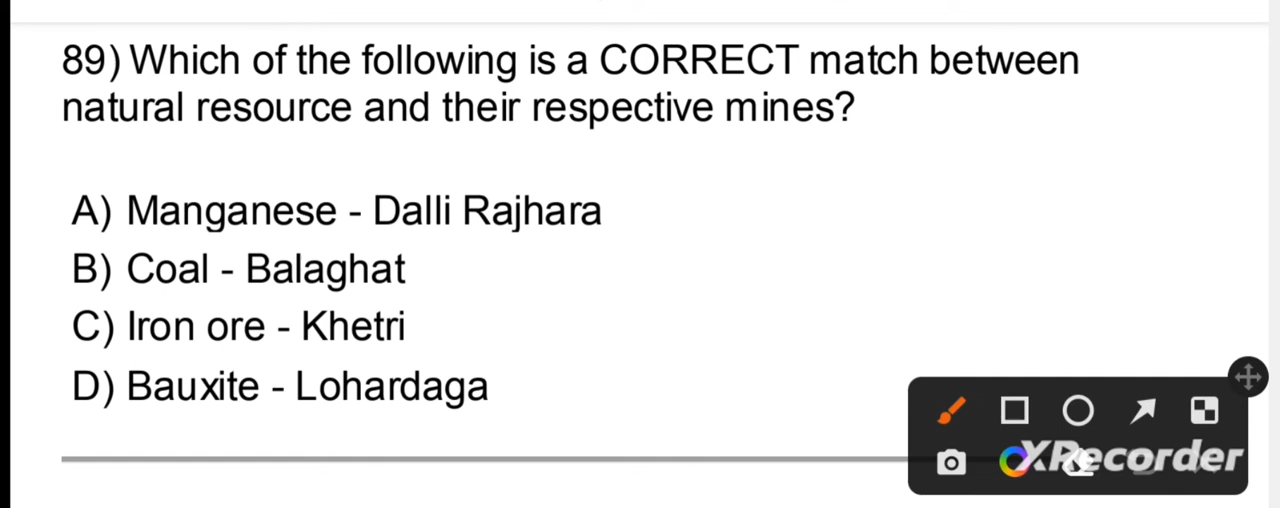 89) Which of the following is a CORRECT match between
natural resource and their respective mines?
A) Manganese - Dalli Rajhara
B) Coal - Balaghat
C) Iron ore - Khetri
D) Bauxite - Lohardaga
XRecorder